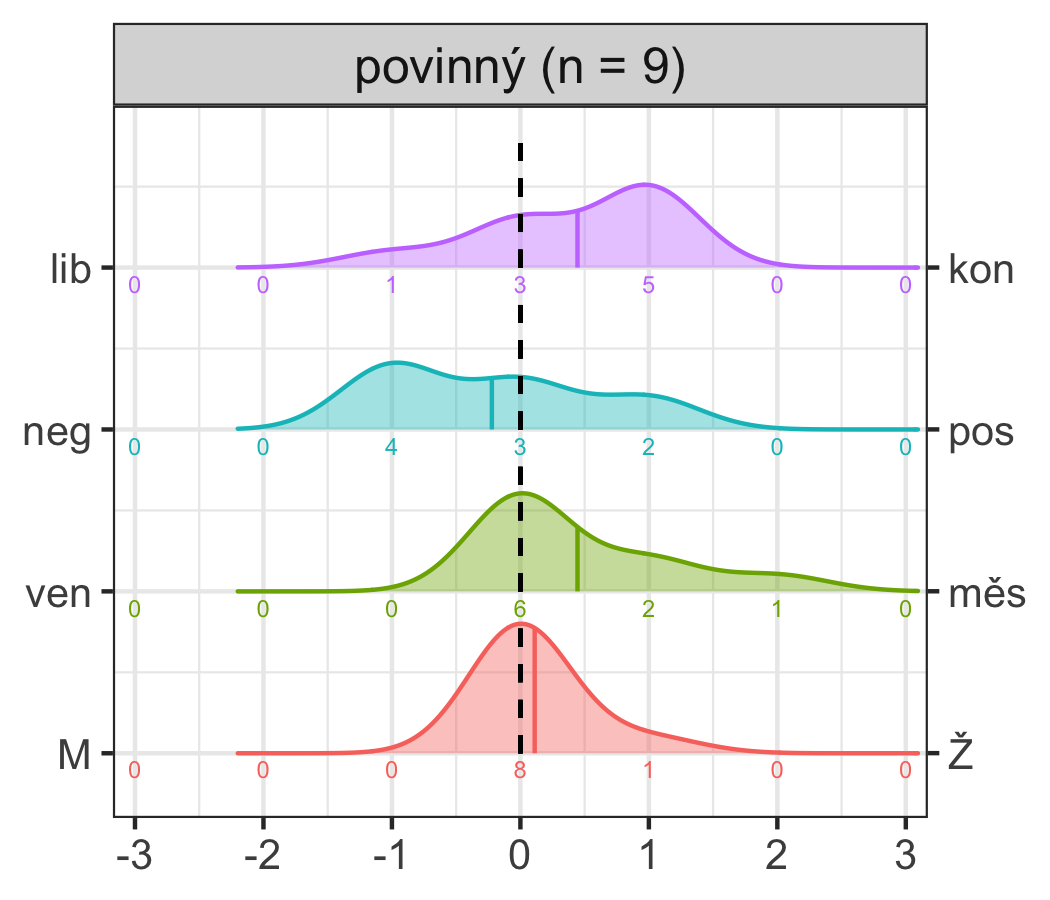 povinný (n = 9)
lib kon
0 0 1 3 5 0 0
neg pos
0 0 4 3 2 0 0
ven měs
0 0 0 6 2 1 0
M Ž
0 0 0 8 1 0 0
-3 -2 -1 0 1 2 3